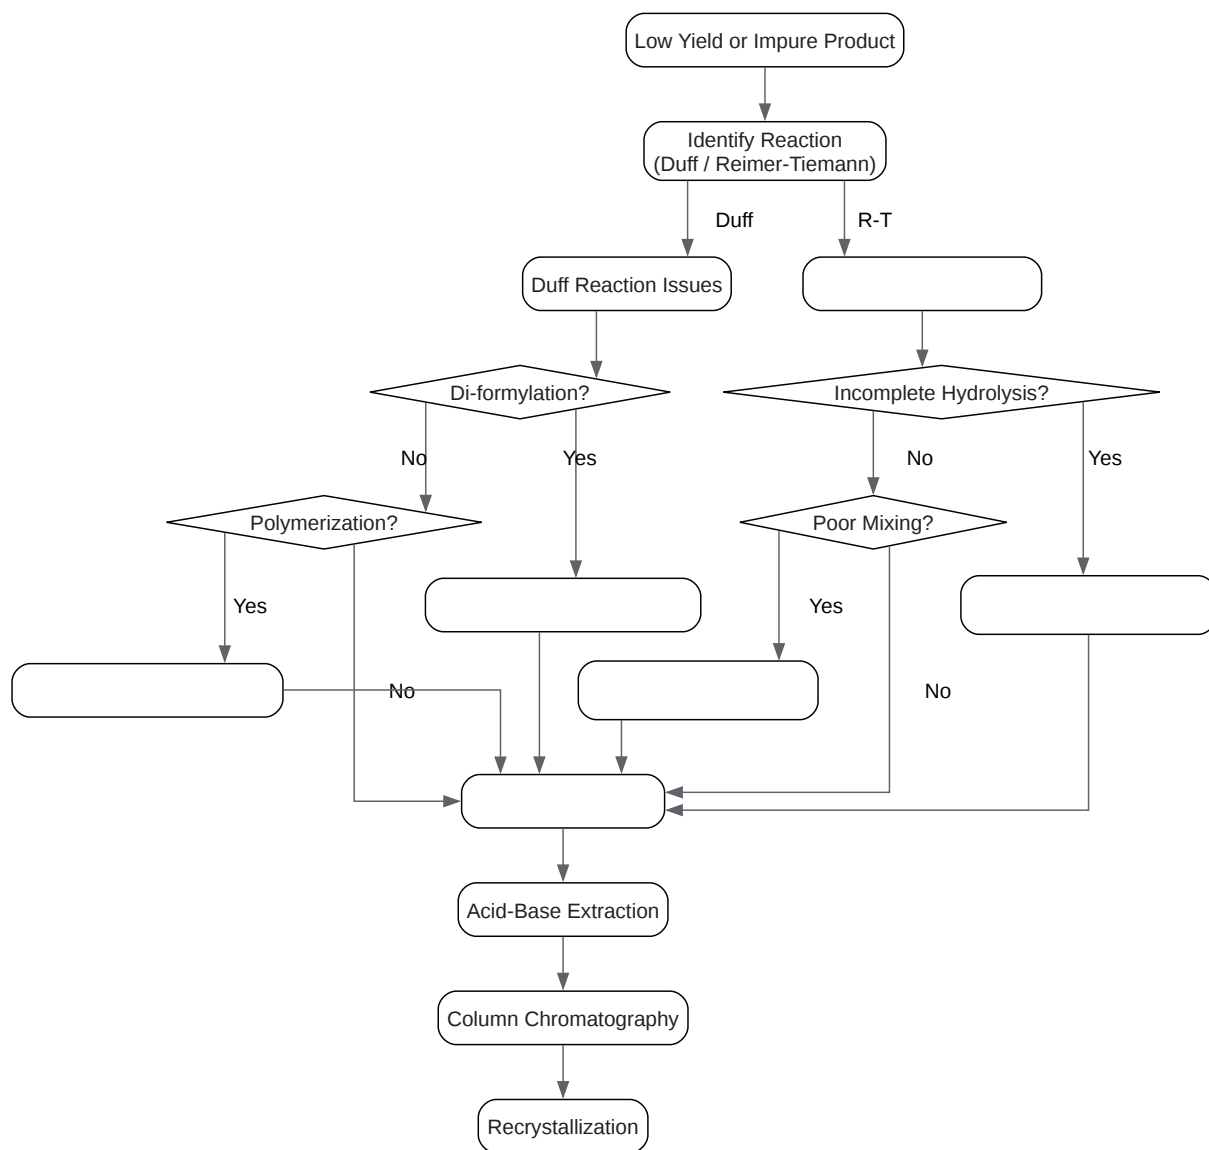 Low Yield or Impure Product
Identify Reaction
(Duff / Reimer-Tiemann)
Duff
R-T
Duff Reaction Issues
Di-formylation?
Incomplete Hydrolysis?
No
Yes
No
Yes
Polymerization?
Poor Mixing?
Yes
Yes
No
No
Acid-Base Extraction
Column Chromatography
Recrystallization